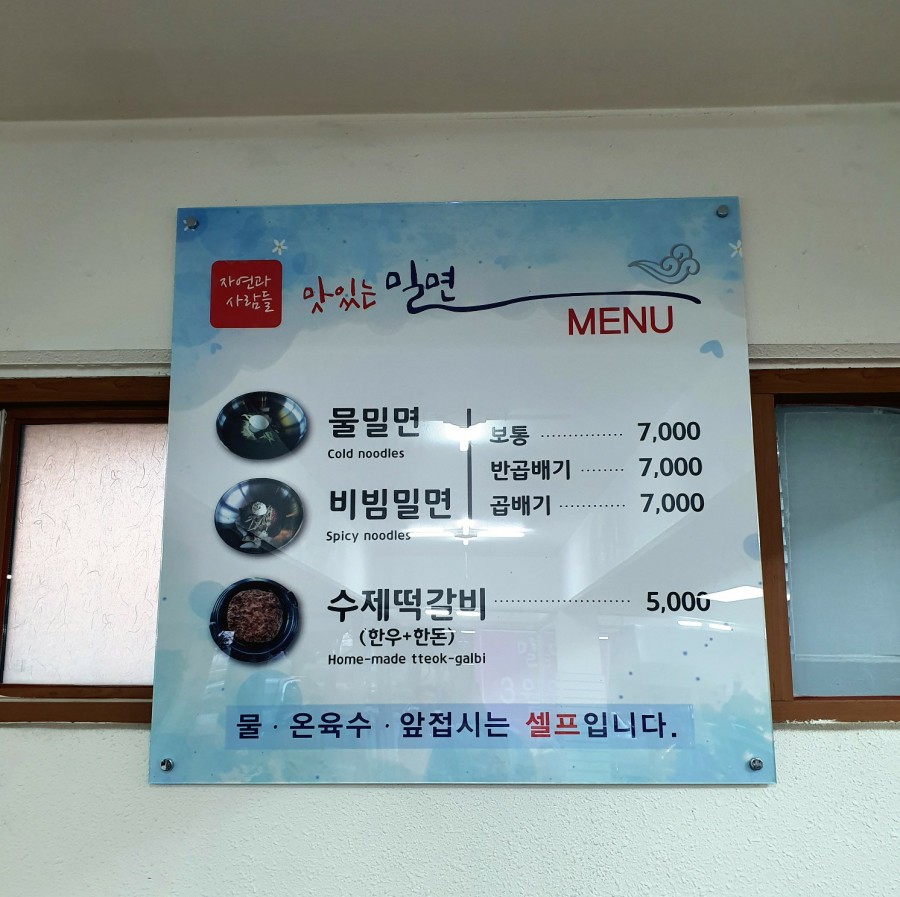 자연과
사람들
맛있는 밀면
MENU
물밀면
Cold noodles
비빔밀면
Spicy noodles
보통 ............... 7,000
반곱배기 ........ 7,000
곱배기 ............ 7,000
수제떡갈비 ......................... 5,000
(한우+한돈)
Home-made tteok-galbi
물 · 온육수 · 앞접시는 셀프입니다.